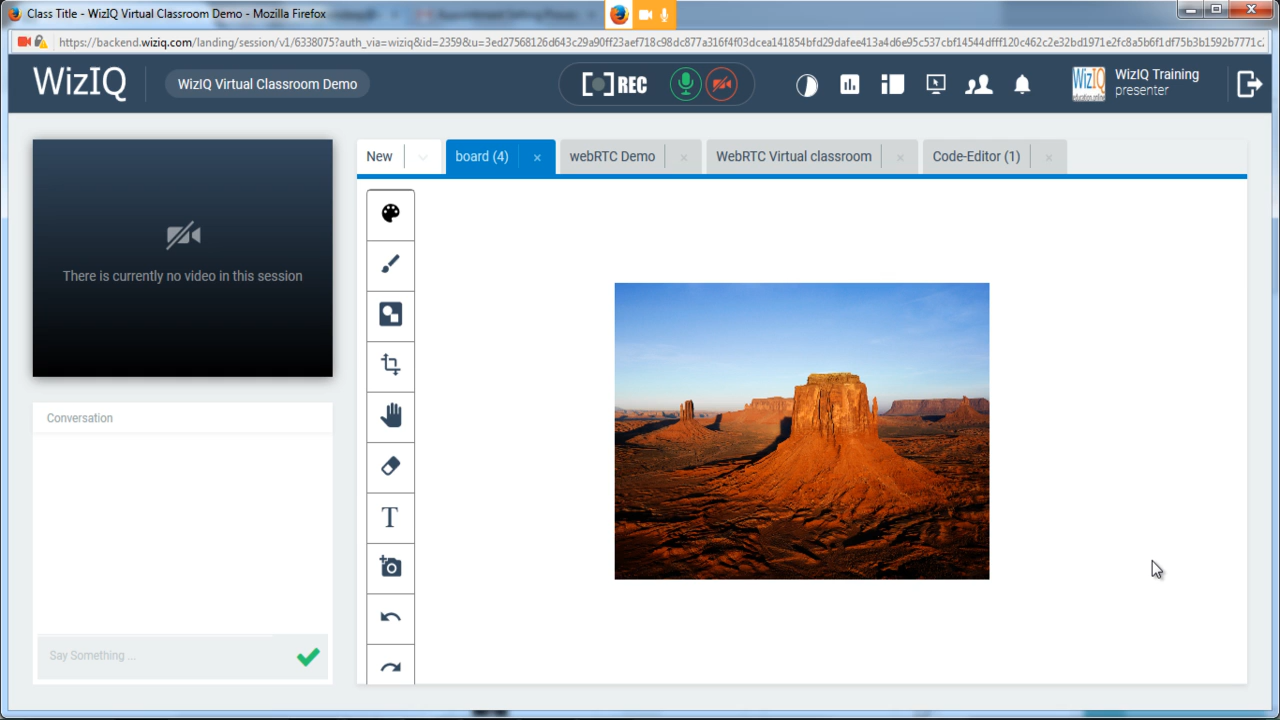 Class Title - WizIQ Virtual Classroom Demo - Mozilla Firefox
WizIQ
WizIQ Virtual Classroom Demo
REC
WizIQ
WizIQ Training
presenter
There is currently no video in this session
New
board (4)
webRTC Demo
WebRTC Virtual classroom
Code-Editor (1)
T
Conversation
Say Something ...